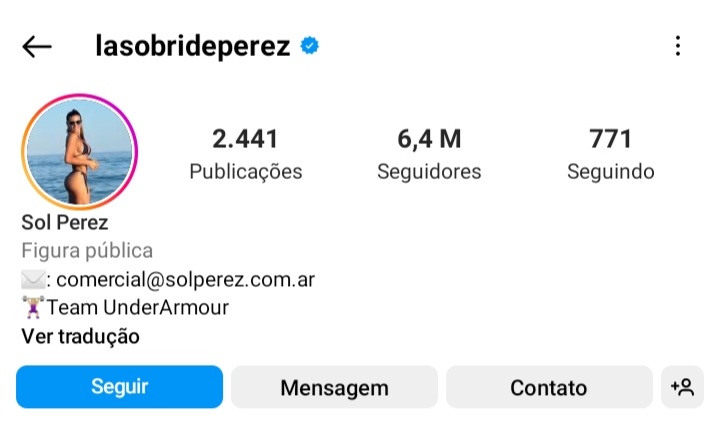 lasobrideperez
2.441 6,4 M 771
Publicações Seguidores Seguindo
Sol Perez
Figura pública
✉️: comercial@solperez.com.ar
🏋🏼‍♀️Team UnderArmour
Ver tradução
Seguir Mensagem Contato